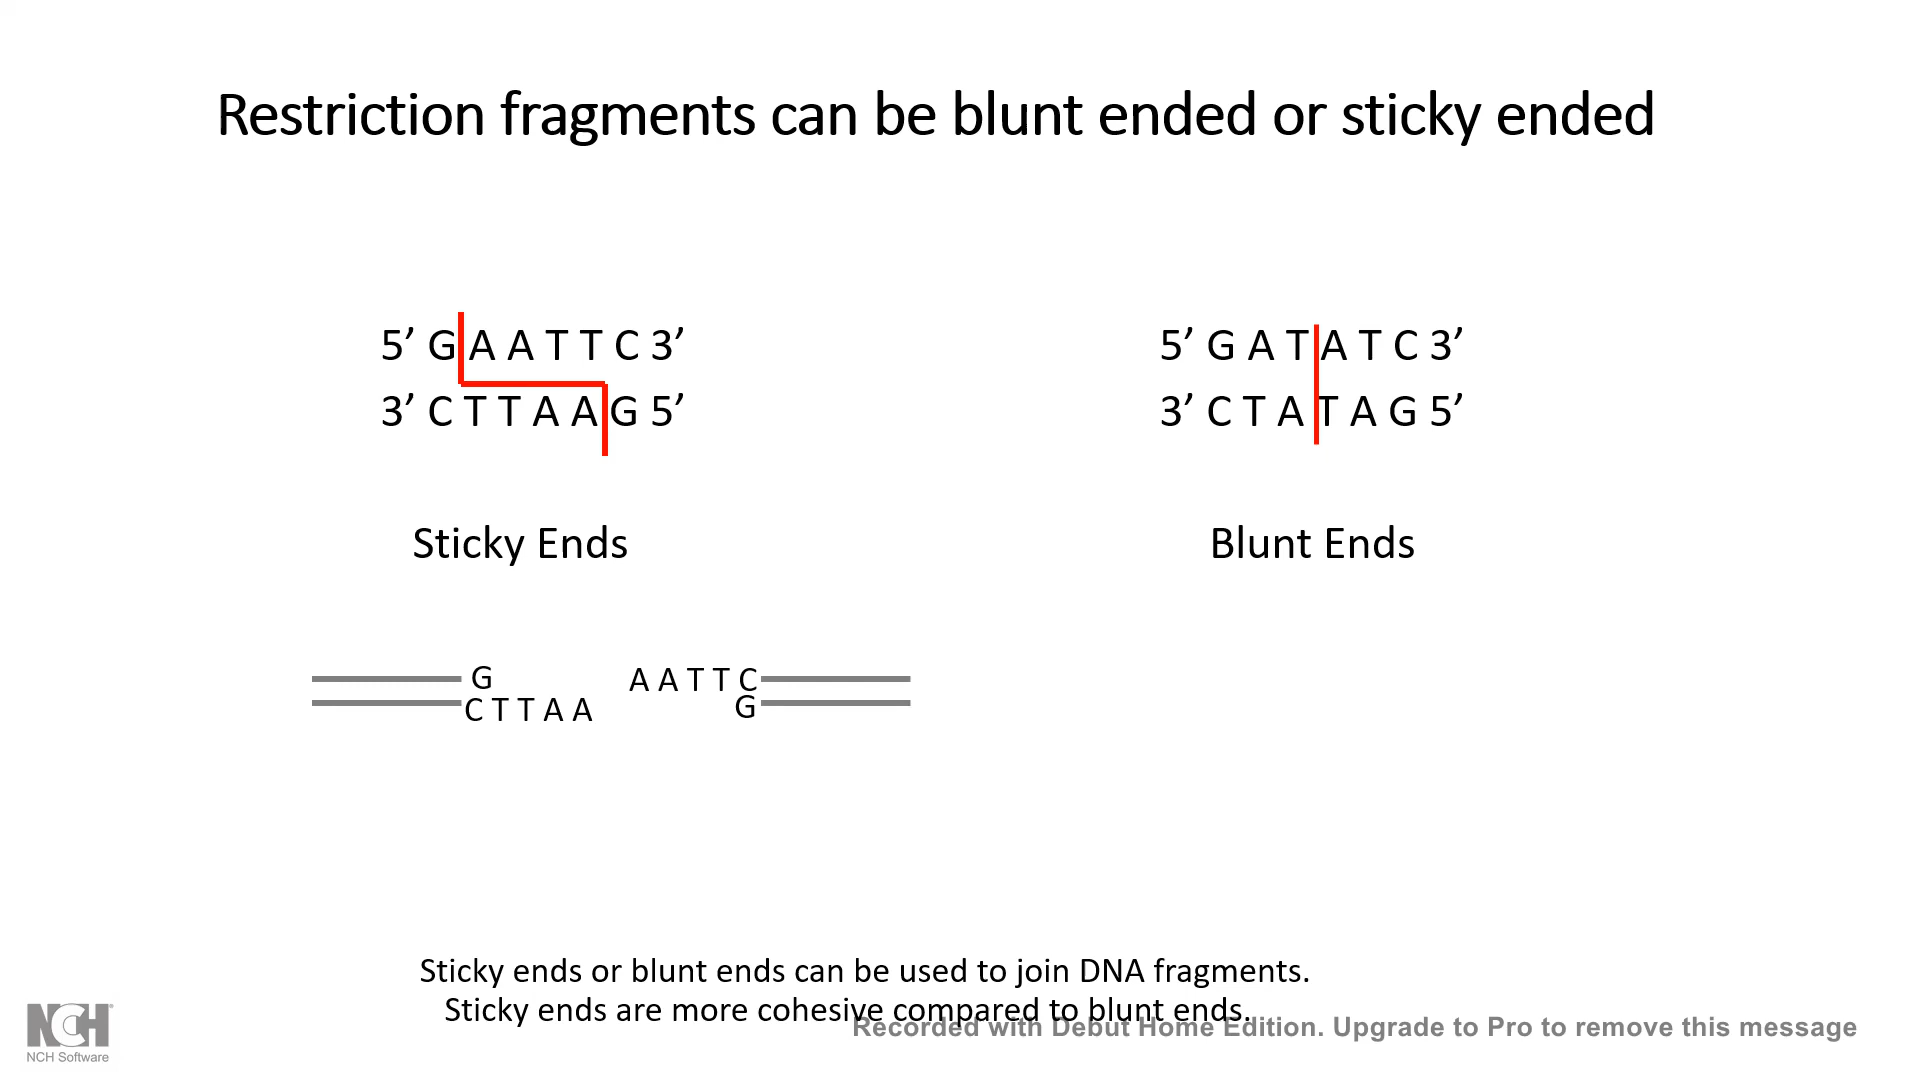 Restriction fragments can be blunt ended or sticky ended
5’ G A A T T C 3’
3’ C T T A A G 5’
5’ G A T A T C 3’
3’ C T A T A G 5’
Sticky Ends
Blunt Ends
G
C T T A A
A A T T C
G
Sticky ends or blunt ends can be used to join DNA fragments.
Sticky ends are more cohesive compared to blunt ends.
Recorded with Debut Home Edition. Upgrade to Pro to remove this message
NCH
NCH Software